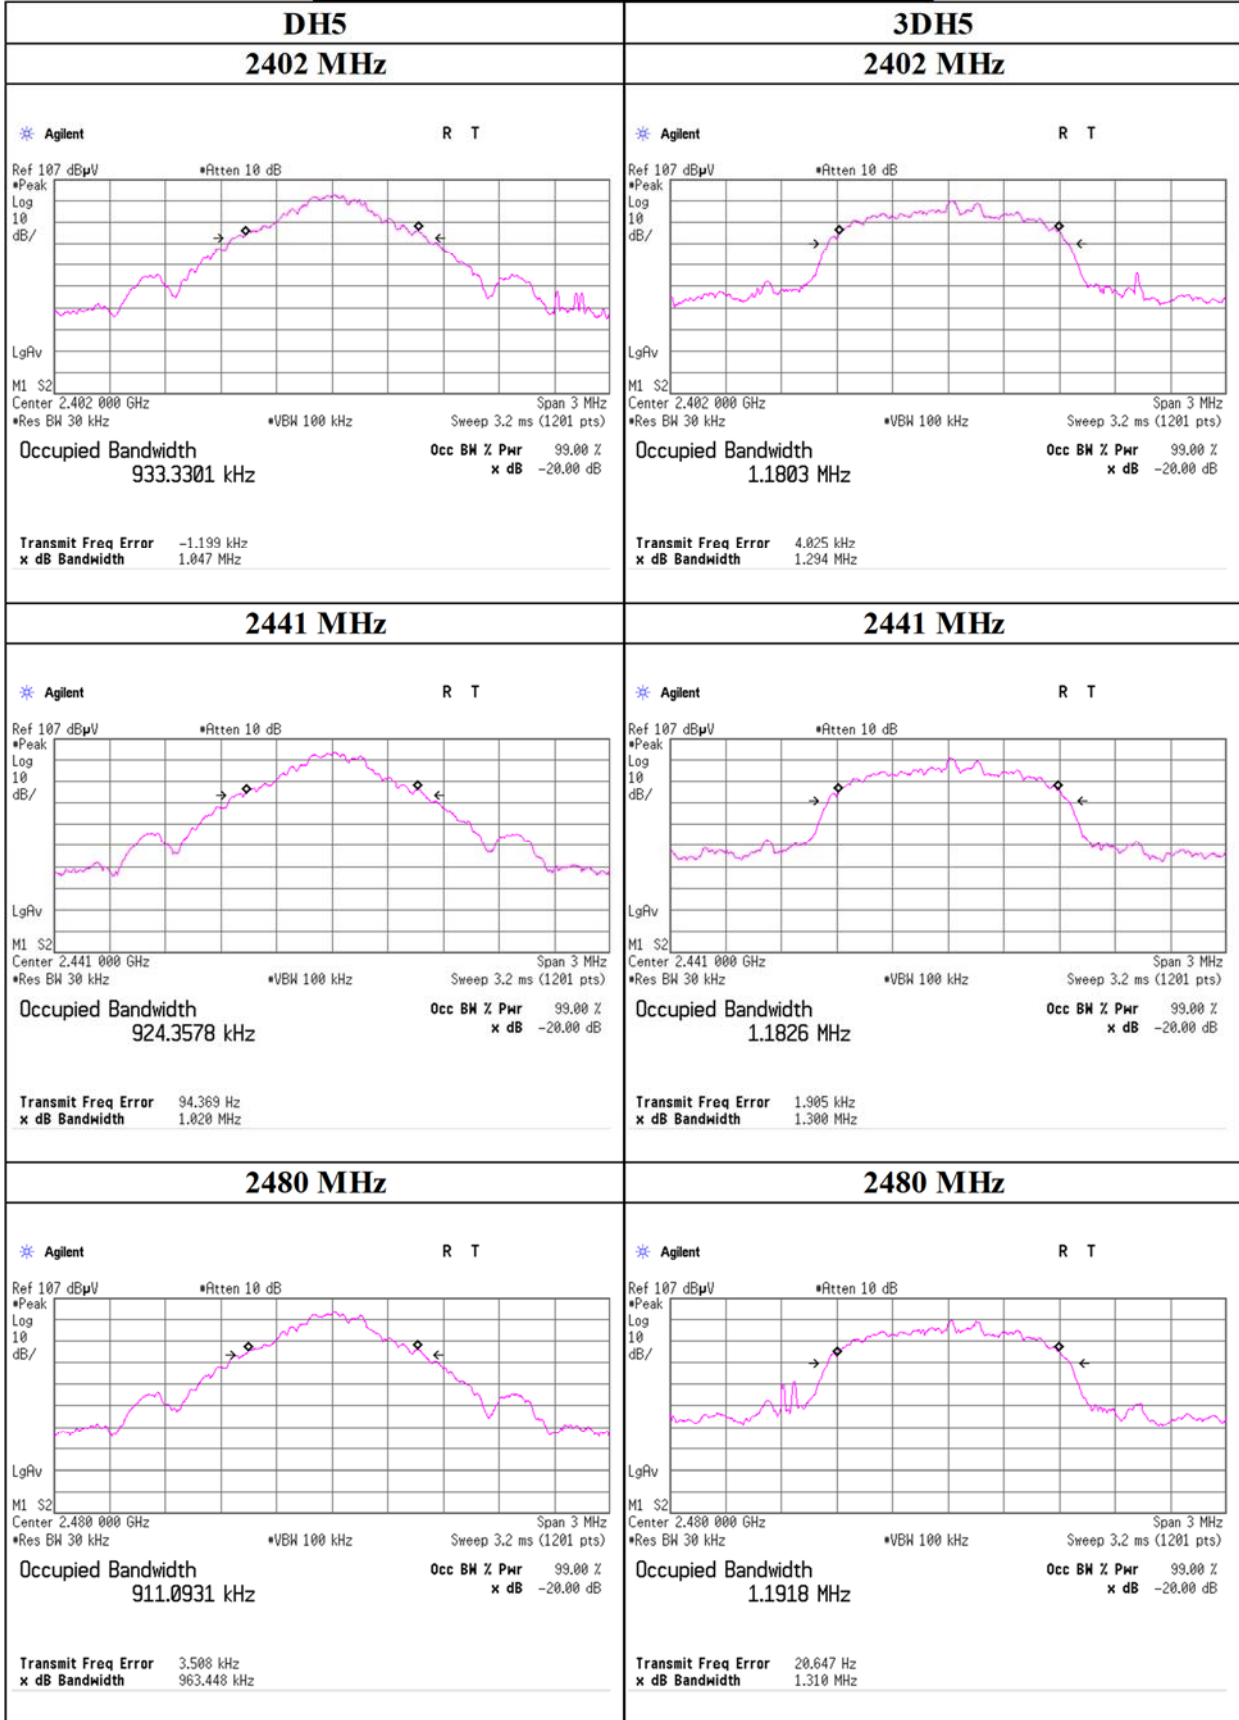 DH5 3DH5
2402 MHz 2402 MHz
Agilent R T
Ref 107 dBµV *Atten 10 dB
*Peak
Log
10
dB/
LgAv
M1 S2
Center 2.402 000 GHz Span 3 MHz
*Res BW 30 kHz *VBW 100 kHz Sweep 3.2 ms (1201 pts)
Occupied Bandwidth Occ BW % Pwr 99.00 %
933.3301 kHz x dB -20.00 dB
Transmit Freq Error -1.199 kHz
x dB Bandwidth 1.047 MHz
Agilent R T
Ref 107 dBµV *Atten 10 dB
*Peak
Log
10
dB/
LgAv
M1 S2
Center 2.402 000 GHz Span 3 MHz
*Res BW 30 kHz *VBW 100 kHz Sweep 3.2 ms (1201 pts)
Occupied Bandwidth Occ BW % Pwr 99.00 %
1.1803 MHz x dB -20.00 dB
Transmit Freq Error 4.025 kHz
x dB Bandwidth 1.294 MHz
2441 MHz 2441 MHz
Agilent R T
Ref 107 dBµV *Atten 10 dB
*Peak
Log
10
dB/
LgAv
M1 S2
Center 2.441 000 GHz Span 3 MHz
*Res BW 30 kHz *VBW 100 kHz Sweep 3.2 ms (1201 pts)
Occupied Bandwidth Occ BW % Pwr 99.00 %
924.3578 kHz x dB -20.00 dB
Transmit Freq Error 94.369 Hz
x dB Bandwidth 1.020 MHz
Agilent R T
Ref 107 dBµV *Atten 10 dB
*Peak
Log
10
dB/
LgAv
M1 S2
Center 2.441 000 GHz Span 3 MHz
*Res BW 30 kHz *VBW 100 kHz Sweep 3.2 ms (1201 pts)
Occupied Bandwidth Occ BW % Pwr 99.00 %
1.1826 MHz x dB -20.00 dB
Transmit Freq Error 1.905 kHz
x dB Bandwidth 1.300 MHz
2480 MHz 2480 MHz
Agilent R T
Ref 107 dBµV *Atten 10 dB
*Peak
Log
10
dB/
LgAv
M1 S2
Center 2.480 000 GHz Span 3 MHz
*Res BW 30 kHz *VBW 100 kHz Sweep 3.2 ms (1201 pts)
Occupied Bandwidth Occ BW % Pwr 99.00 %
911.0931 kHz x dB -20.00 dB
Transmit Freq Error 3.508 kHz
x dB Bandwidth 963.448 kHz
Agilent R T
Ref 107 dBµV *Atten 10 dB
*Peak
Log
10
dB/
LgAv
M1 S2
Center 2.480 000 GHz Span 3 MHz
*Res BW 30 kHz *VBW 100 kHz Sweep 3.2 ms (1201 pts)
Occupied Bandwidth Occ BW % Pwr 99.00 %
1.1918 MHz x dB -20.00 dB
Transmit Freq Error 20.647 Hz
x dB Bandwidth 1.310 MHz